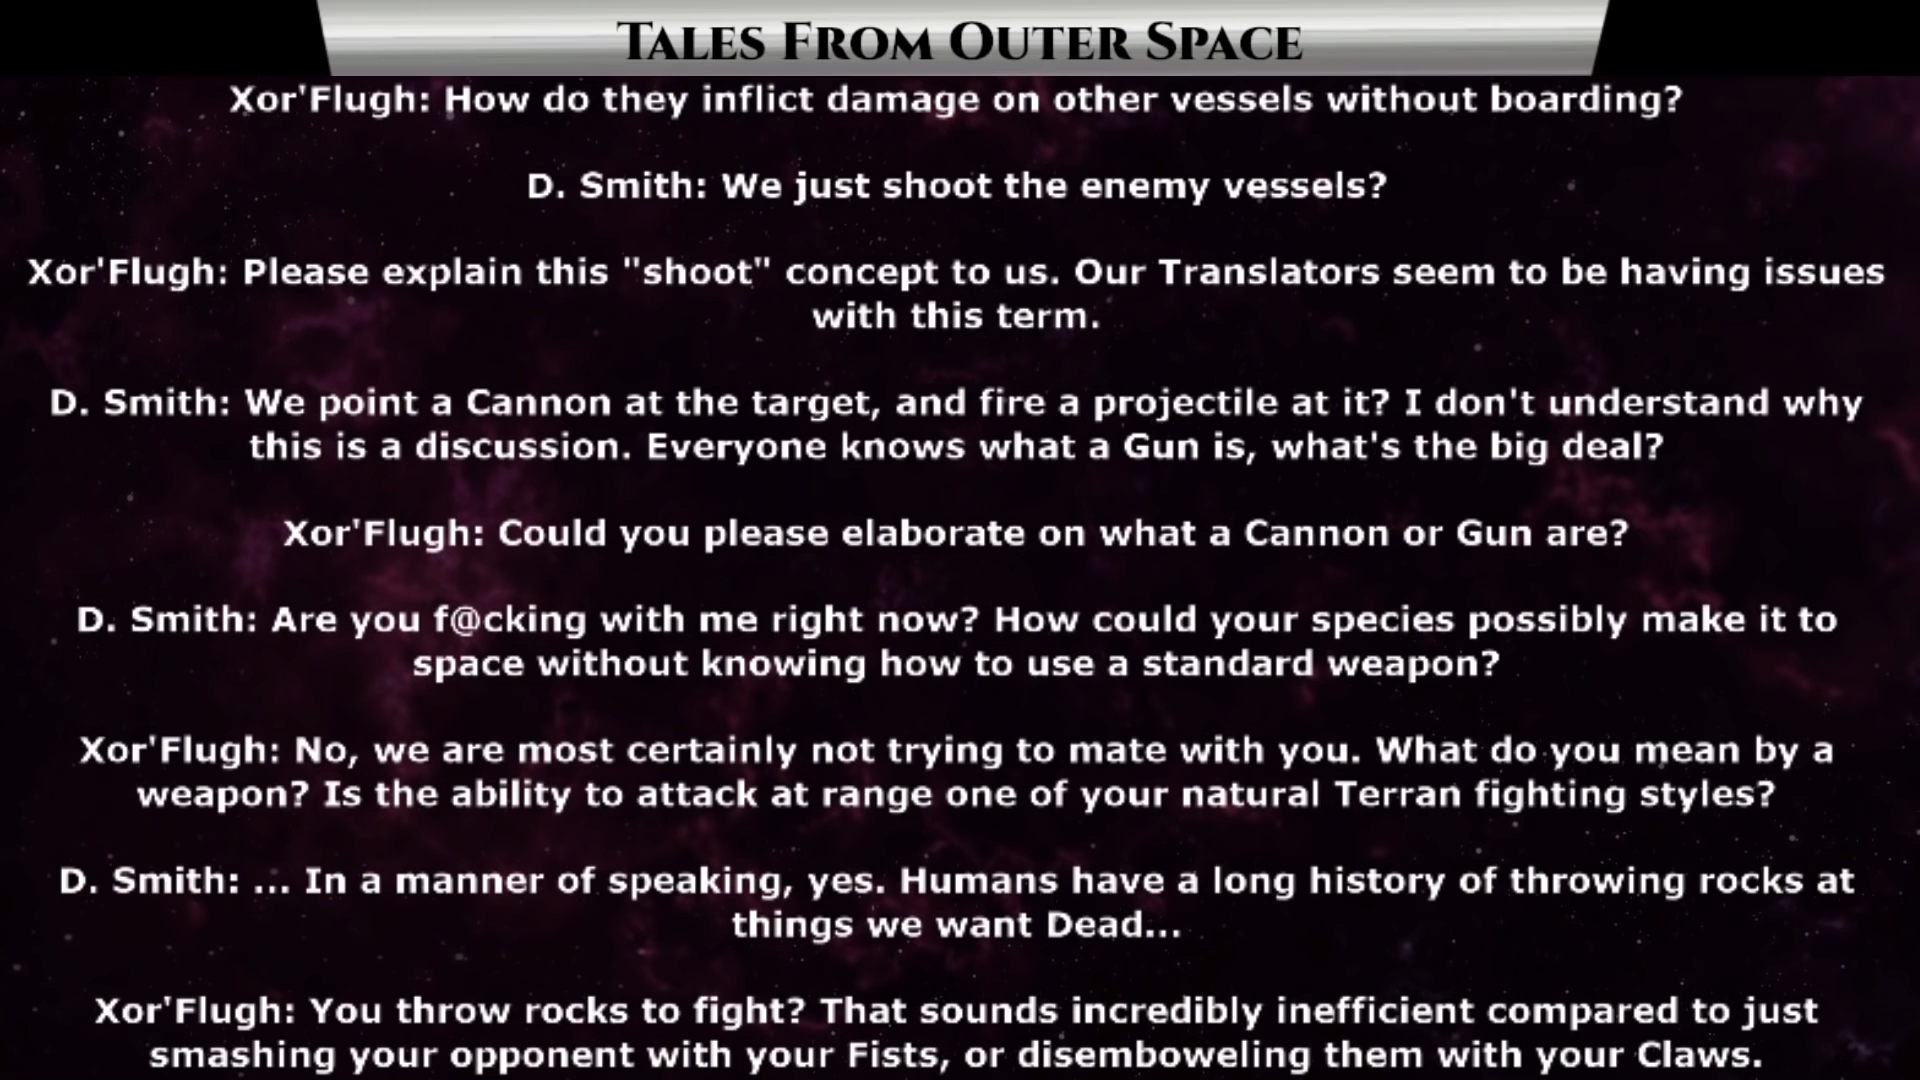 Tales From Outer Space
Xor'Flugh: How do they inflict damage on other vessels without boarding?
D. Smith: We just shoot the enemy vessels?
Xor'Flugh: Please explain this "shoot" concept to us. Our Translators seem to be having issues
with this term.
D. Smith: We point a Cannon at the target, and fire a projectile at it? I don't understand why
this is a discussion. Everyone knows what a Gun is, what's the big deal?
Xor'Flugh: Could you please elaborate on what a Cannon or Gun are?
D. Smith: Are you f@cking with me right now? How could your species possibly make it to
space without knowing how to use a standard weapon?
Xor'Flugh: No, we are most certainly not trying to mate with you. What do you mean by a
weapon? Is the ability to attack at range one of your natural Terran fighting styles?
D. Smith: ... In a manner of speaking, yes. Humans have a long history of throwing rocks at
things we want Dead...
Xor'Flugh: You throw rocks to fight? That sounds incredibly inefficient compared to just
smashing your opponent with your Fists, or disemboweling them with your Claws.